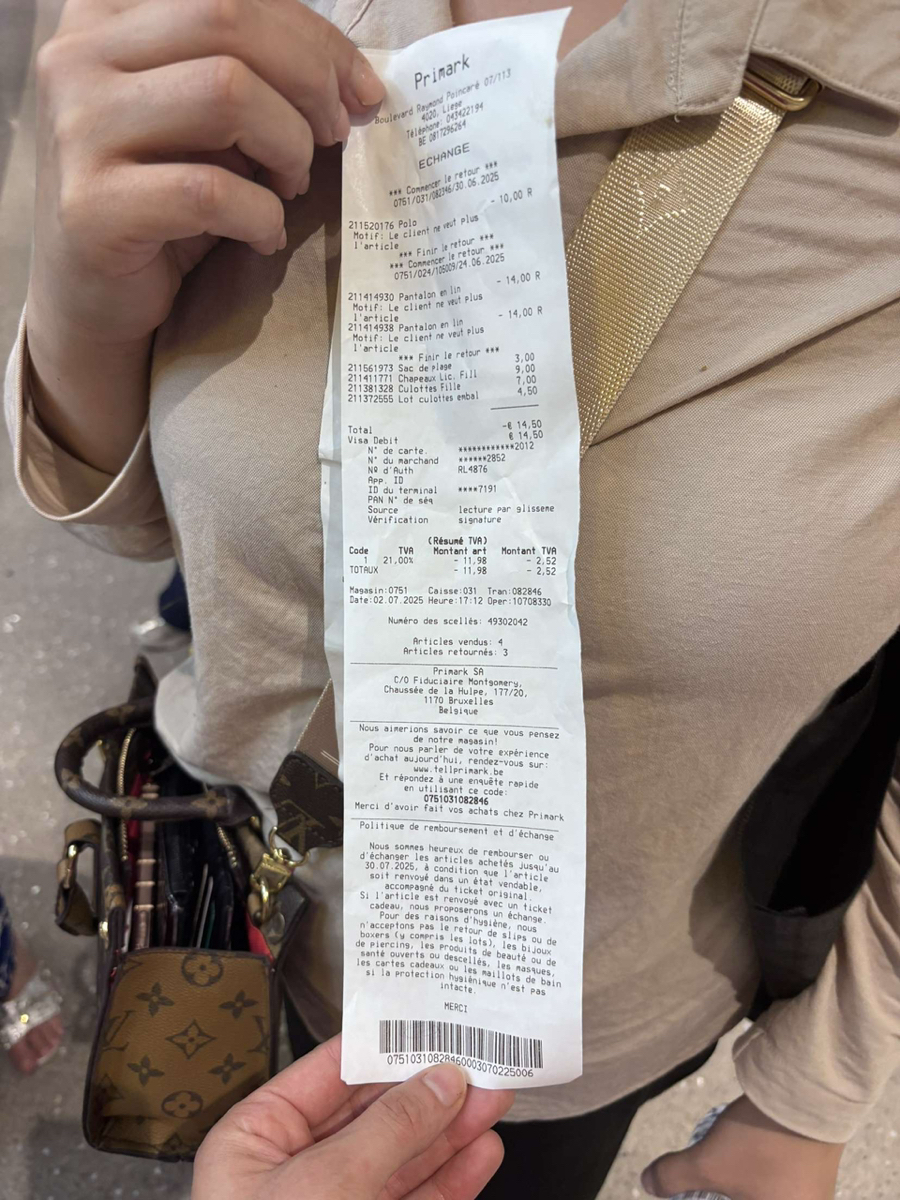 Primark
Boulevard Raymond Poincaré 07/113
4020, Liege
Téléphone: 043422194
BE 0817296264
ECHANGE
*** Commencer le retour ***
0751/031/082346/30.06.2025
211520176 Polo - 10,00 R
Motif: Le client ne veut plus
l'article
*** Finir le retour ***
*** Commencer le retour ***
0751/024/105009/24.06.2025
211414930 Pantalon en lin - 14,00 R
Motif: Le client ne veut plus
l'article
211414938 Pantalon en lin - 14,00 R
Motif: Le client ne veut plus
l'article
*** Finir le retour ***
211561973 Sac de plage 3,00
211411771 Chapeaux Lic. Fill 9,00
211381328 Culottes Fille 7,00
211372555 Lot culottes embal 4,50
Total -€ 14,50
Visa Debit € 14,50
N° de carte. ************2012
N° du marchand ******2852
Nº d'Auth RL4876
App. ID
ID du terminal ****7191
PAN N° de séq
Source lecture par glisseme
Vérification signature
(Résumé TVA)
Code TVA Montant art Montant TVA
1 21,00% - 11,98 - 2,52
TOTAUX - 11,98 - 2,52
Magasin:0751 Caisse:031 Tran:082846
Date:02.07.2025 Heure:17:12 Oper:10708330
Numéro des scellés: 49302042
Articles vendus: 4
Articles retournés: 3
Primark SA
C/O Fiduciaire Montgomery,
Chaussée de la Hulpe, 177/20,
1170 Bruxelles
Belgique
Nous aimerions savoir ce que vous pensez
de notre magasin!
Pour nous parler de votre expérience
d'achat aujourd'hui, rendez-vous sur:
www.tellprimark.be
Et répondez à une enquête rapide
en utilisant ce code:
0751031082846
Merci d'avoir fait vos achats chez Primark
Politique de remboursement et d'échange
Nous sommes heureux de rembourser ou
d'échanger les articles achetés jusqu'au
30.07.2025, à condition que l'article
soit renvoyé dans un état vendable,
accompagné du ticket original.
Si l'article est renvoyé avec un ticket
cadeau, nous proposerons un échange.
Pour des raisons d'hygiène, nous
n'acceptons pas le retour de slips ou de
boxers (y compris les lots), les bijoux
de piercing, les produits de beauté ou de
santé ouverts ou descellés, les masques,
les cartes cadeaux ou les maillots de bain
si la protection hygiénique n'est pas
intacte.
MERCI
07510310828460003070225006